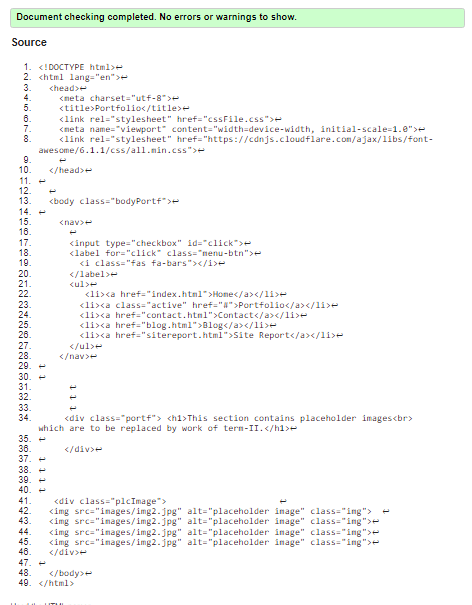 Document checking completed. No errors or warnings to show.
Source
1. <!DOCTYPE html>↩
2. <html lang="en">↩
3. <head>↩
4. <meta charset="utf-8">↩
5. <title>Portfolio</title>↩
6. <link rel="stylesheet" href="cssFile.css">↩
7. <meta name="viewport" content="width=device-width, initial-scale=1.0">↩
8. <link rel="stylesheet" href="https://cdnjs.cloudflare.com/ajax/libs/font-
awesome/6.1.1/css/all.min.css">↩
9. ↩
10. </head>↩
11. ↩
12. ↩
13. <body class="bodyPortf">↩
14. ↩
15. <nav>↩
16. ↩
17. <input type="checkbox" id="click">↩
18. <label for="click" class="menu-btn">↩
19. <i class="fas fa-bars"></i>↩
20. </label>↩
21. <ul>↩
22. <li><a href="index.html">Home</a></li>↩
23. <li><a class="active" href="#">Portfolio</a></li>↩
24. <li><a href="contact.html">Contact</a></li>↩
25. <li><a href="blog.html">Blog</a></li>↩
26. <li><a href="sitereport.html">Site Report</a></li>↩
27. </ul>↩
28. </nav>↩
29. ↩
30. ↩
31. ↩
32. ↩
33. ↩
34. <div class="portf"> <h1>This section contains placeholder images<br>
which are to be replaced by work of term-II.</h1>↩
35. ↩
36. </div>↩
37. ↩
38. ↩
39. ↩
40. ↩
41. <div class="plcImage"> ↩
42. <img src="images/img2.jpg" alt="placeholder image" class="img"> ↩
43. <img src="images/img2.jpg" alt="placeholder image" class="img">↩
44. <img src="images/img2.jpg" alt="placeholder image" class="img">↩
45. <img src="images/img2.jpg" alt="placeholder image" class="img">↩
46. </div>↩
47. ↩
48. </body>↩
49. </html>